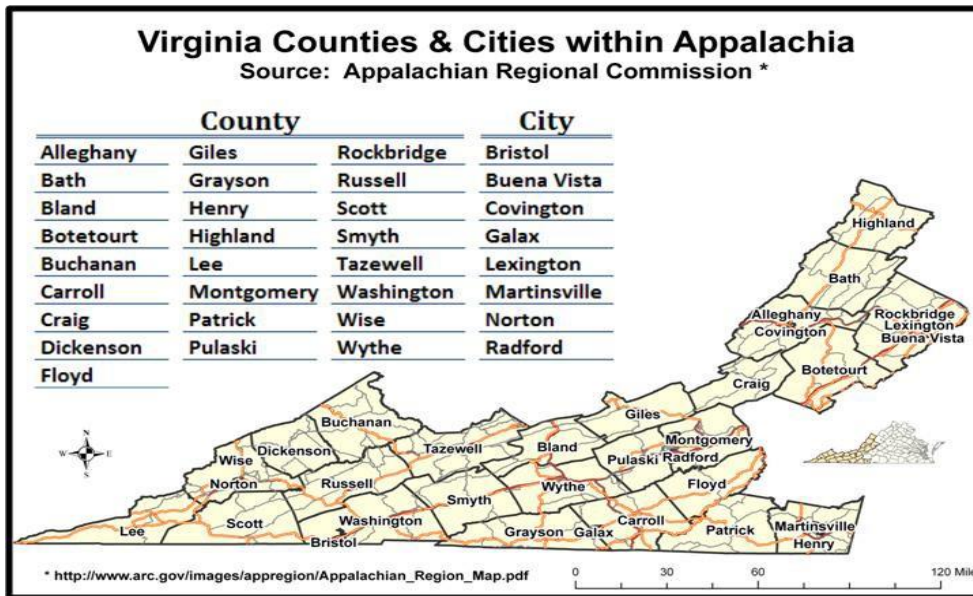 Virginia Counties & Cities within Appalachia
Source: Appalachian Regional Commission *
County City
Alleghany Giles Rockbridge Bristol
Bath Grayson Russell Buena Vista
Bland Henry Scott Covington
Botetourt Highland Smyth Galax
Buchanan Lee Tazewell Lexington
Carroll Montgomery Washington Martinsville
Craig Patrick Wise Norton
Dickenson Pulaski Wythe Radford
Floyd
Highland
Bath
Alleghany
Covington
Rockbridge
Lexington
Buena Vista
Botetourt
Craig
Giles
Buchanan
Dickenson
Tazewell
Bland
Montgomery
Radford
Pulaski
Wise
Norton
Russell
Smyth
Wythe
Floyd
Lee
Scott
Washington
Bristol
Grayson
Galax
Carroll
Patrick
Martinsville
Henry
N
W E
S
* http://www.arc.gov/images/appregion/Appalachian_Region_Map.pdf
0 30 60 120 Mile